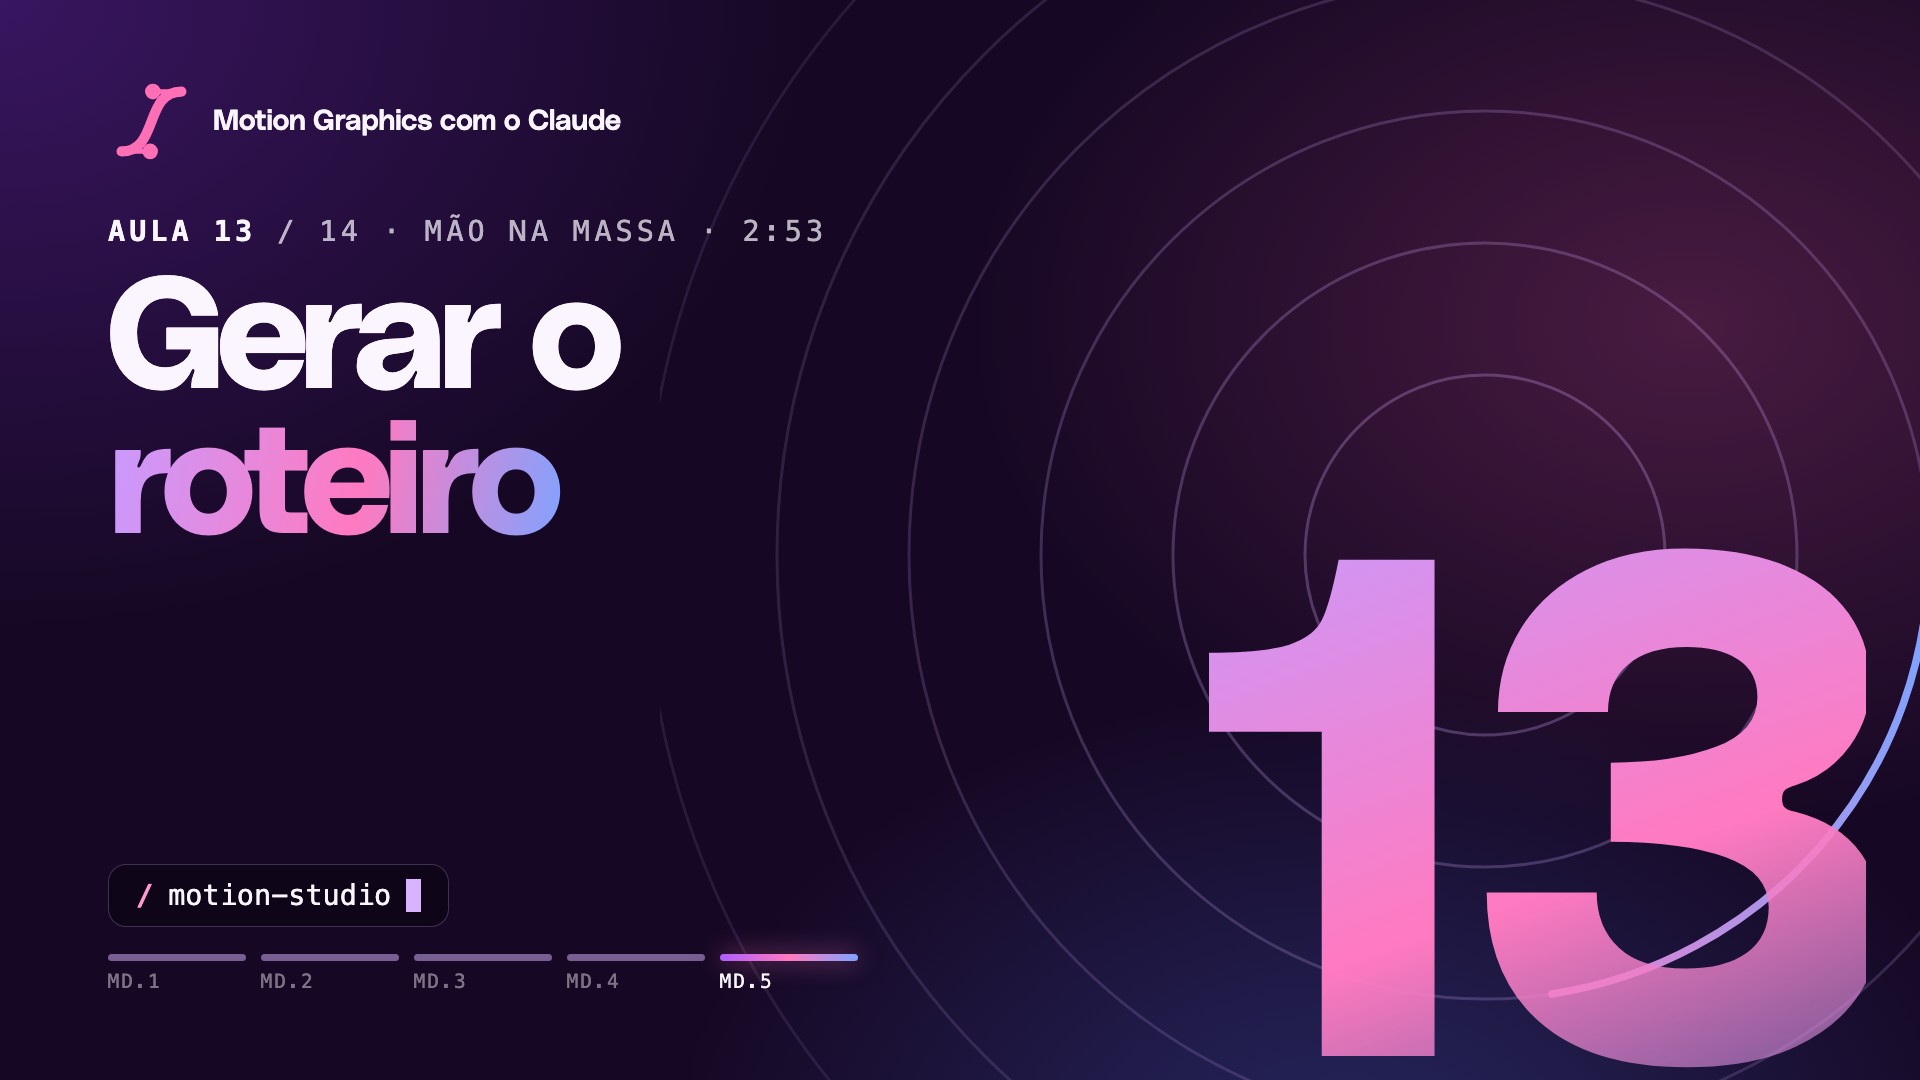 Motion Graphics com o Claude
AULA 13 / 14 · MÃO NA MASSA · 2:53
Gerar o
roteiro
13
/ motion-studio
MD.1 MD.2 MD.3 MD.4 MD.5